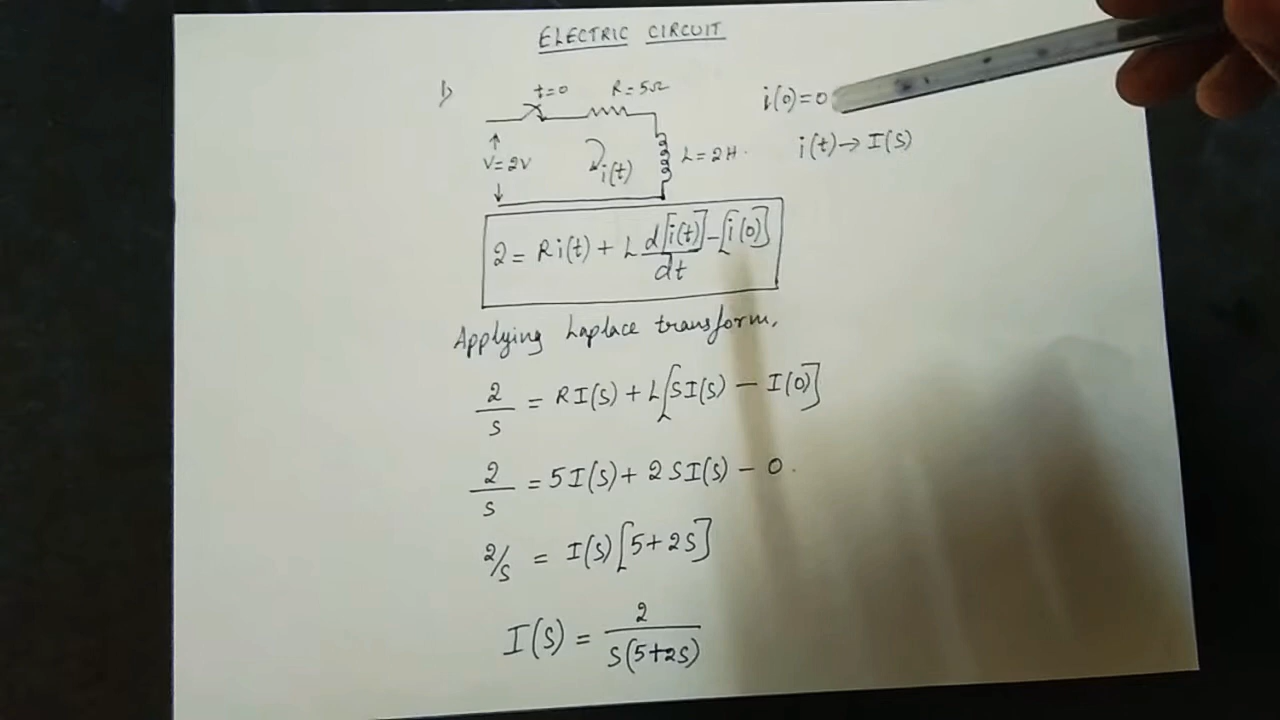 ELECTRIC CIRCUIT
1)
t=0
R=5Ω
i(0)=0
V=2V
i(t)
L=2H.
i(t)→I(S)
2 = Ri(t) + L d[i(t)]/dt - [i(0)]
Applying Laplace transform,
2/s = RI(s) + L[SI(s) - I(0)]
2/s = 5I(s) + 2SI(s) - 0.
2/s = I(s)[5+2S]
I(S) = 2/S(5+2S)